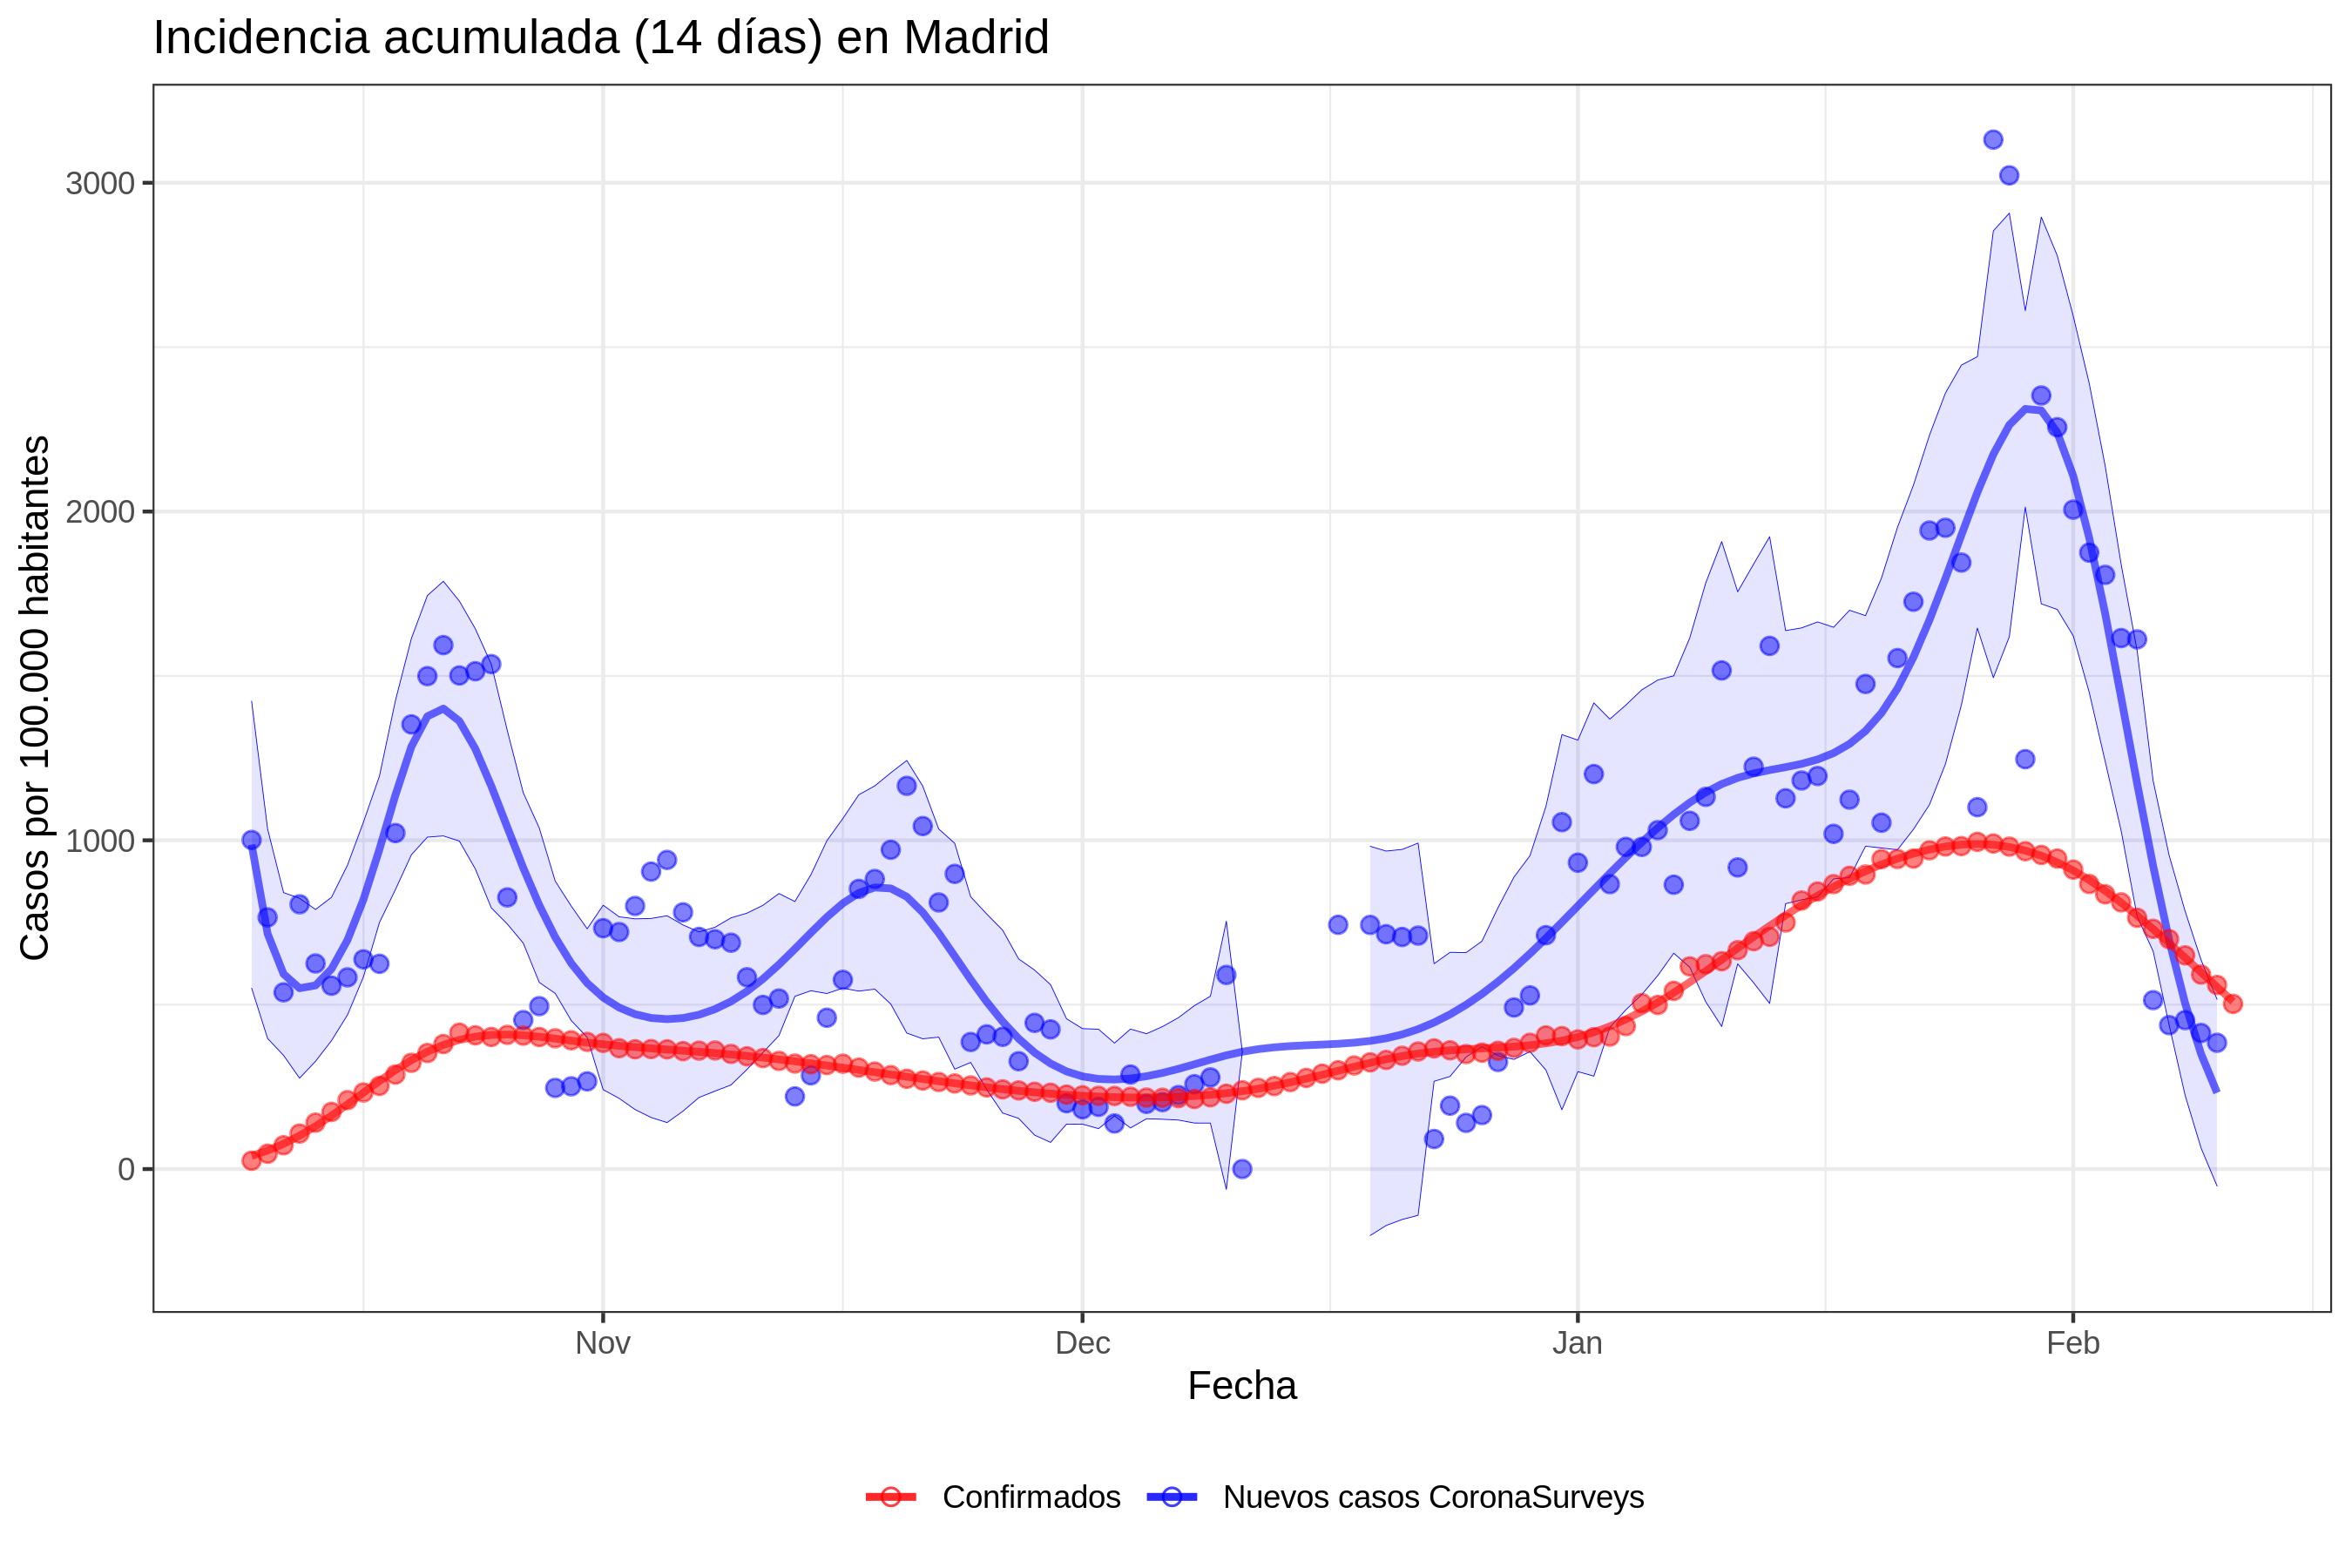 Incidencia acumulada (14 días) en Madrid
Casos por 100.000 habitantes
3000
2000
1000
0
Nov Dec Jan Feb
Fecha
Confirmados Nuevos casos CoronaSurveys